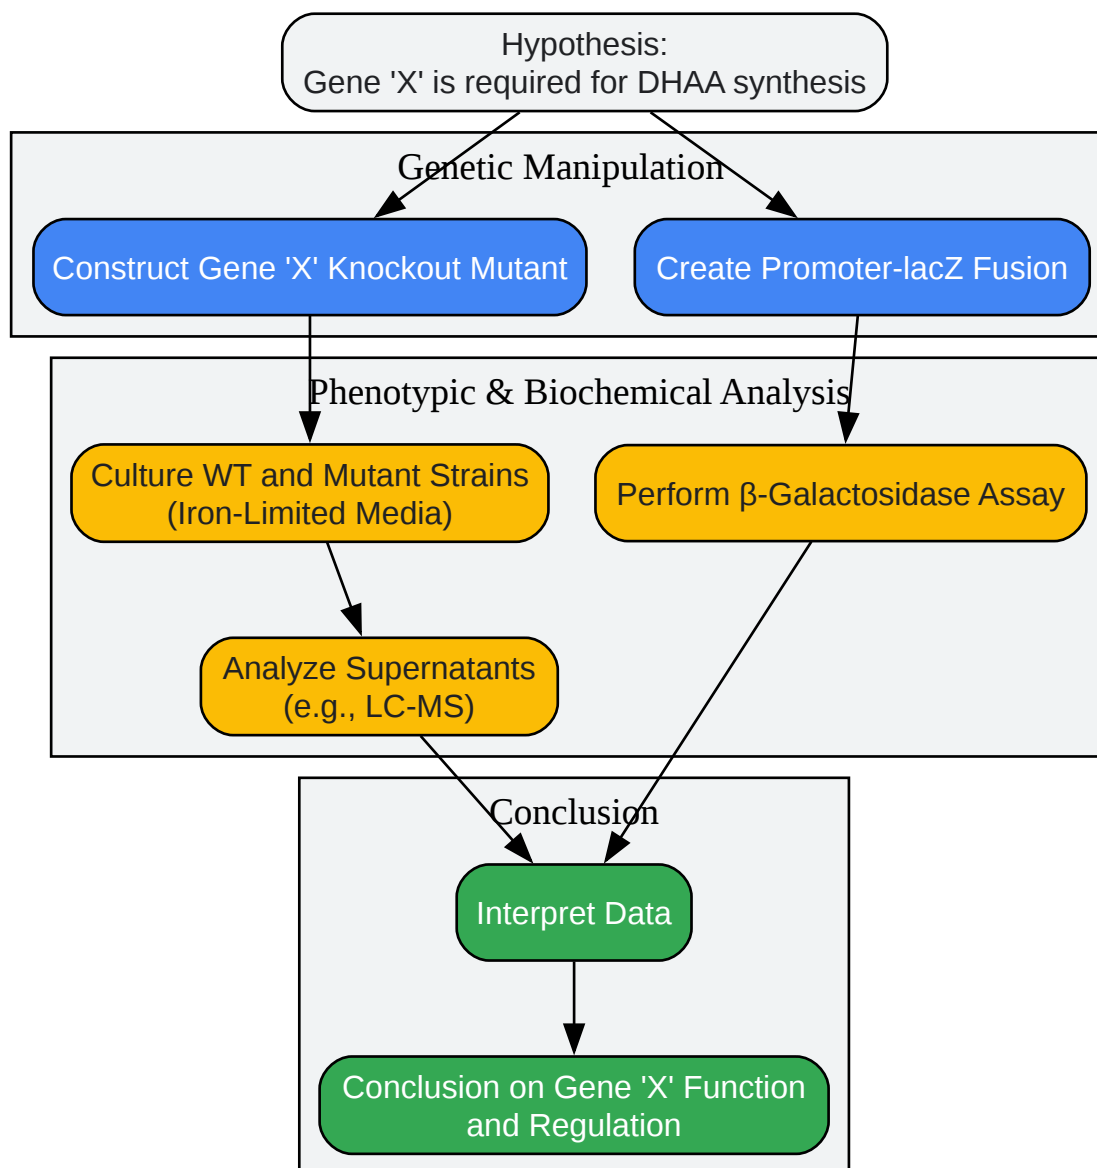 Hypothesis:
Gene 'X' is required for DHAA synthesis
Genetic Manipulation
Construct Gene 'X' Knockout Mutant
Create Promoter-lacZ Fusion
Phenotypic & Biochemical Analysis
Culture WT and Mutant Strains
(Iron-Limited Media)
Perform β-Galactosidase Assay
Analyze Supernatants
(e.g., LC-MS)
Conclusion
Interpret Data
Conclusion on Gene 'X' Function
and Regulation